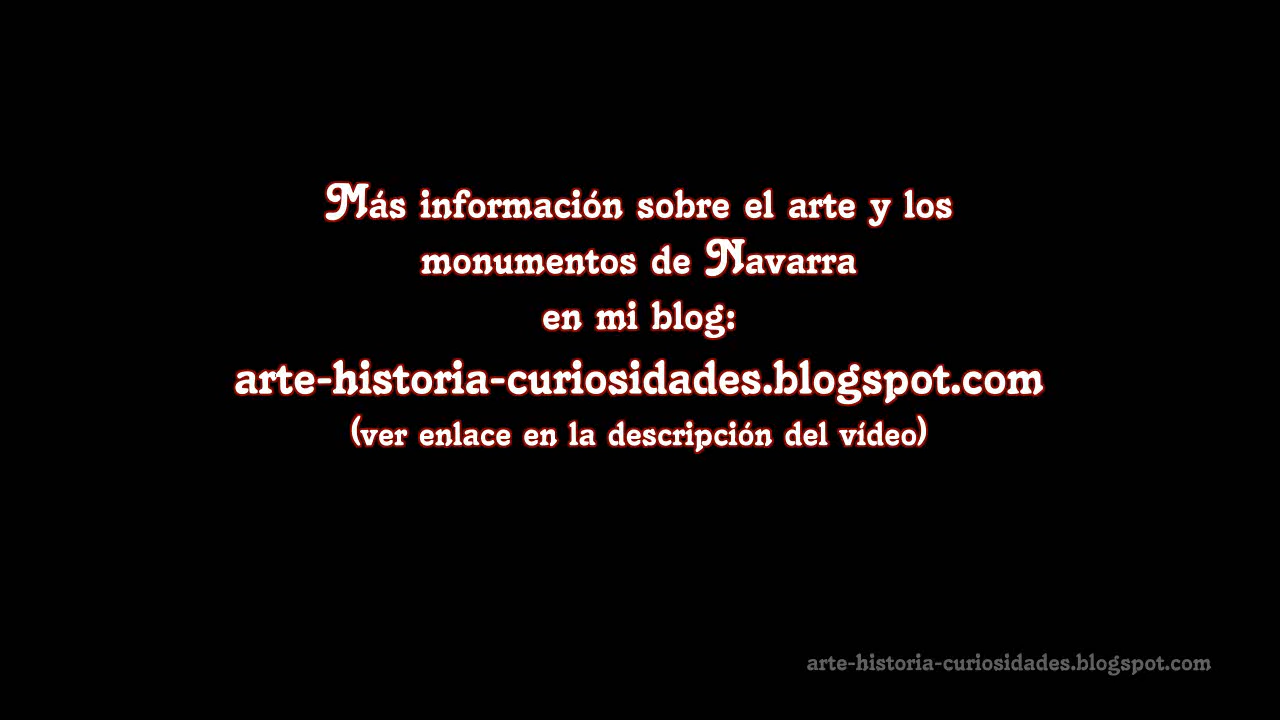 Más información sobre el arte y los
monumentos de Navarra
en mi blog:
arte-historia-curiosidades.blogspot.com
(ver enlace en la descripción del vídeo)
arte-historia-curiosidades.blogspot.com